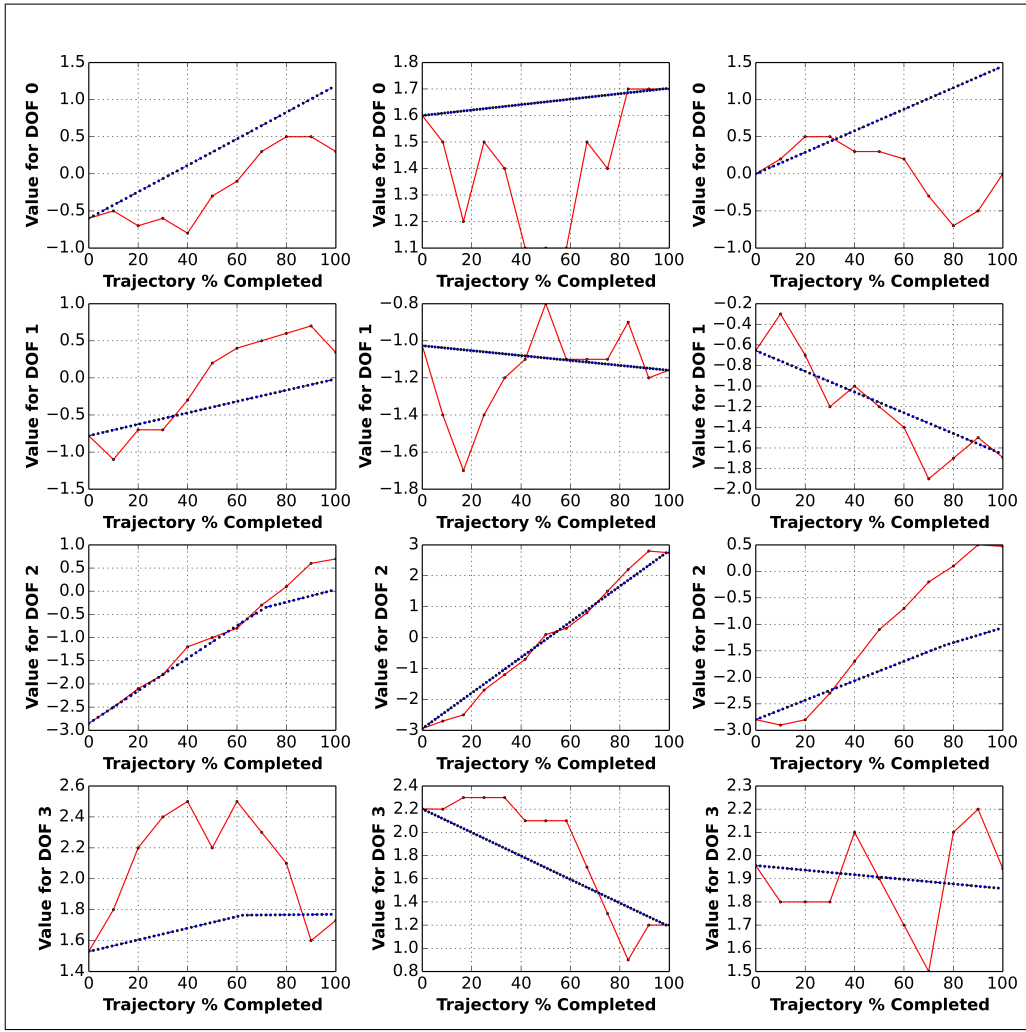 1.5 1.0 0.5 0.0 −0.5 −1.0
Value for DOF 0
0 20 40 60 80 100
Trajectory % Completed
1.8 1.7 1.6 1.5 1.4 1.3 1.2 1.1
Value for DOF 0
0 20 40 60 80 100
Trajectory % Completed
1.5 1.0 0.5 0.0 −0.5 −1.0
Value for DOF 0
0 20 40 60 80 100
Trajectory % Completed
1.0 0.5 0.0 −0.5 −1.0 −1.5
Value for DOF 1
0 20 40 60 80 100
Trajectory % Completed
−0.8 −1.0 −1.2 −1.4 −1.6 −1.8
Value for DOF 1
0 20 40 60 80 100
Trajectory % Completed
−0.2 −0.4 −0.6 −0.8 −1.0 −1.2 −1.4 −1.6 −1.8 −2.0
Value for DOF 1
0 20 40 60 80 100
Trajectory % Completed
1.0 0.5 0.0 −0.5 −1.0 −1.5 −2.0 −2.5 −3.0
Value for DOF 2
0 20 40 60 80 100
Trajectory % Completed
3 2 1 0 −1 −2 −3
Value for DOF 2
0 20 40 60 80 100
Trajectory % Completed
0.5 0.0 −0.5 −1.0 −1.5 −2.0 −2.5 −3.0
Value for DOF 2
0 20 40 60 80 100
Trajectory % Completed
2.6 2.4 2.2 2.0 1.8 1.6 1.4
Value for DOF 3
0 20 40 60 80 100
Trajectory % Completed
2.4 2.2 2.0 1.8 1.6 1.4 1.2 1.0 0.8
Value for DOF 3
0 20 40 60 80 100
Trajectory % Completed
2.3 2.2 2.1 2.0 1.9 1.8 1.7 1.6 1.5
Value for DOF 3
0 20 40 60 80 100
Trajectory % Completed